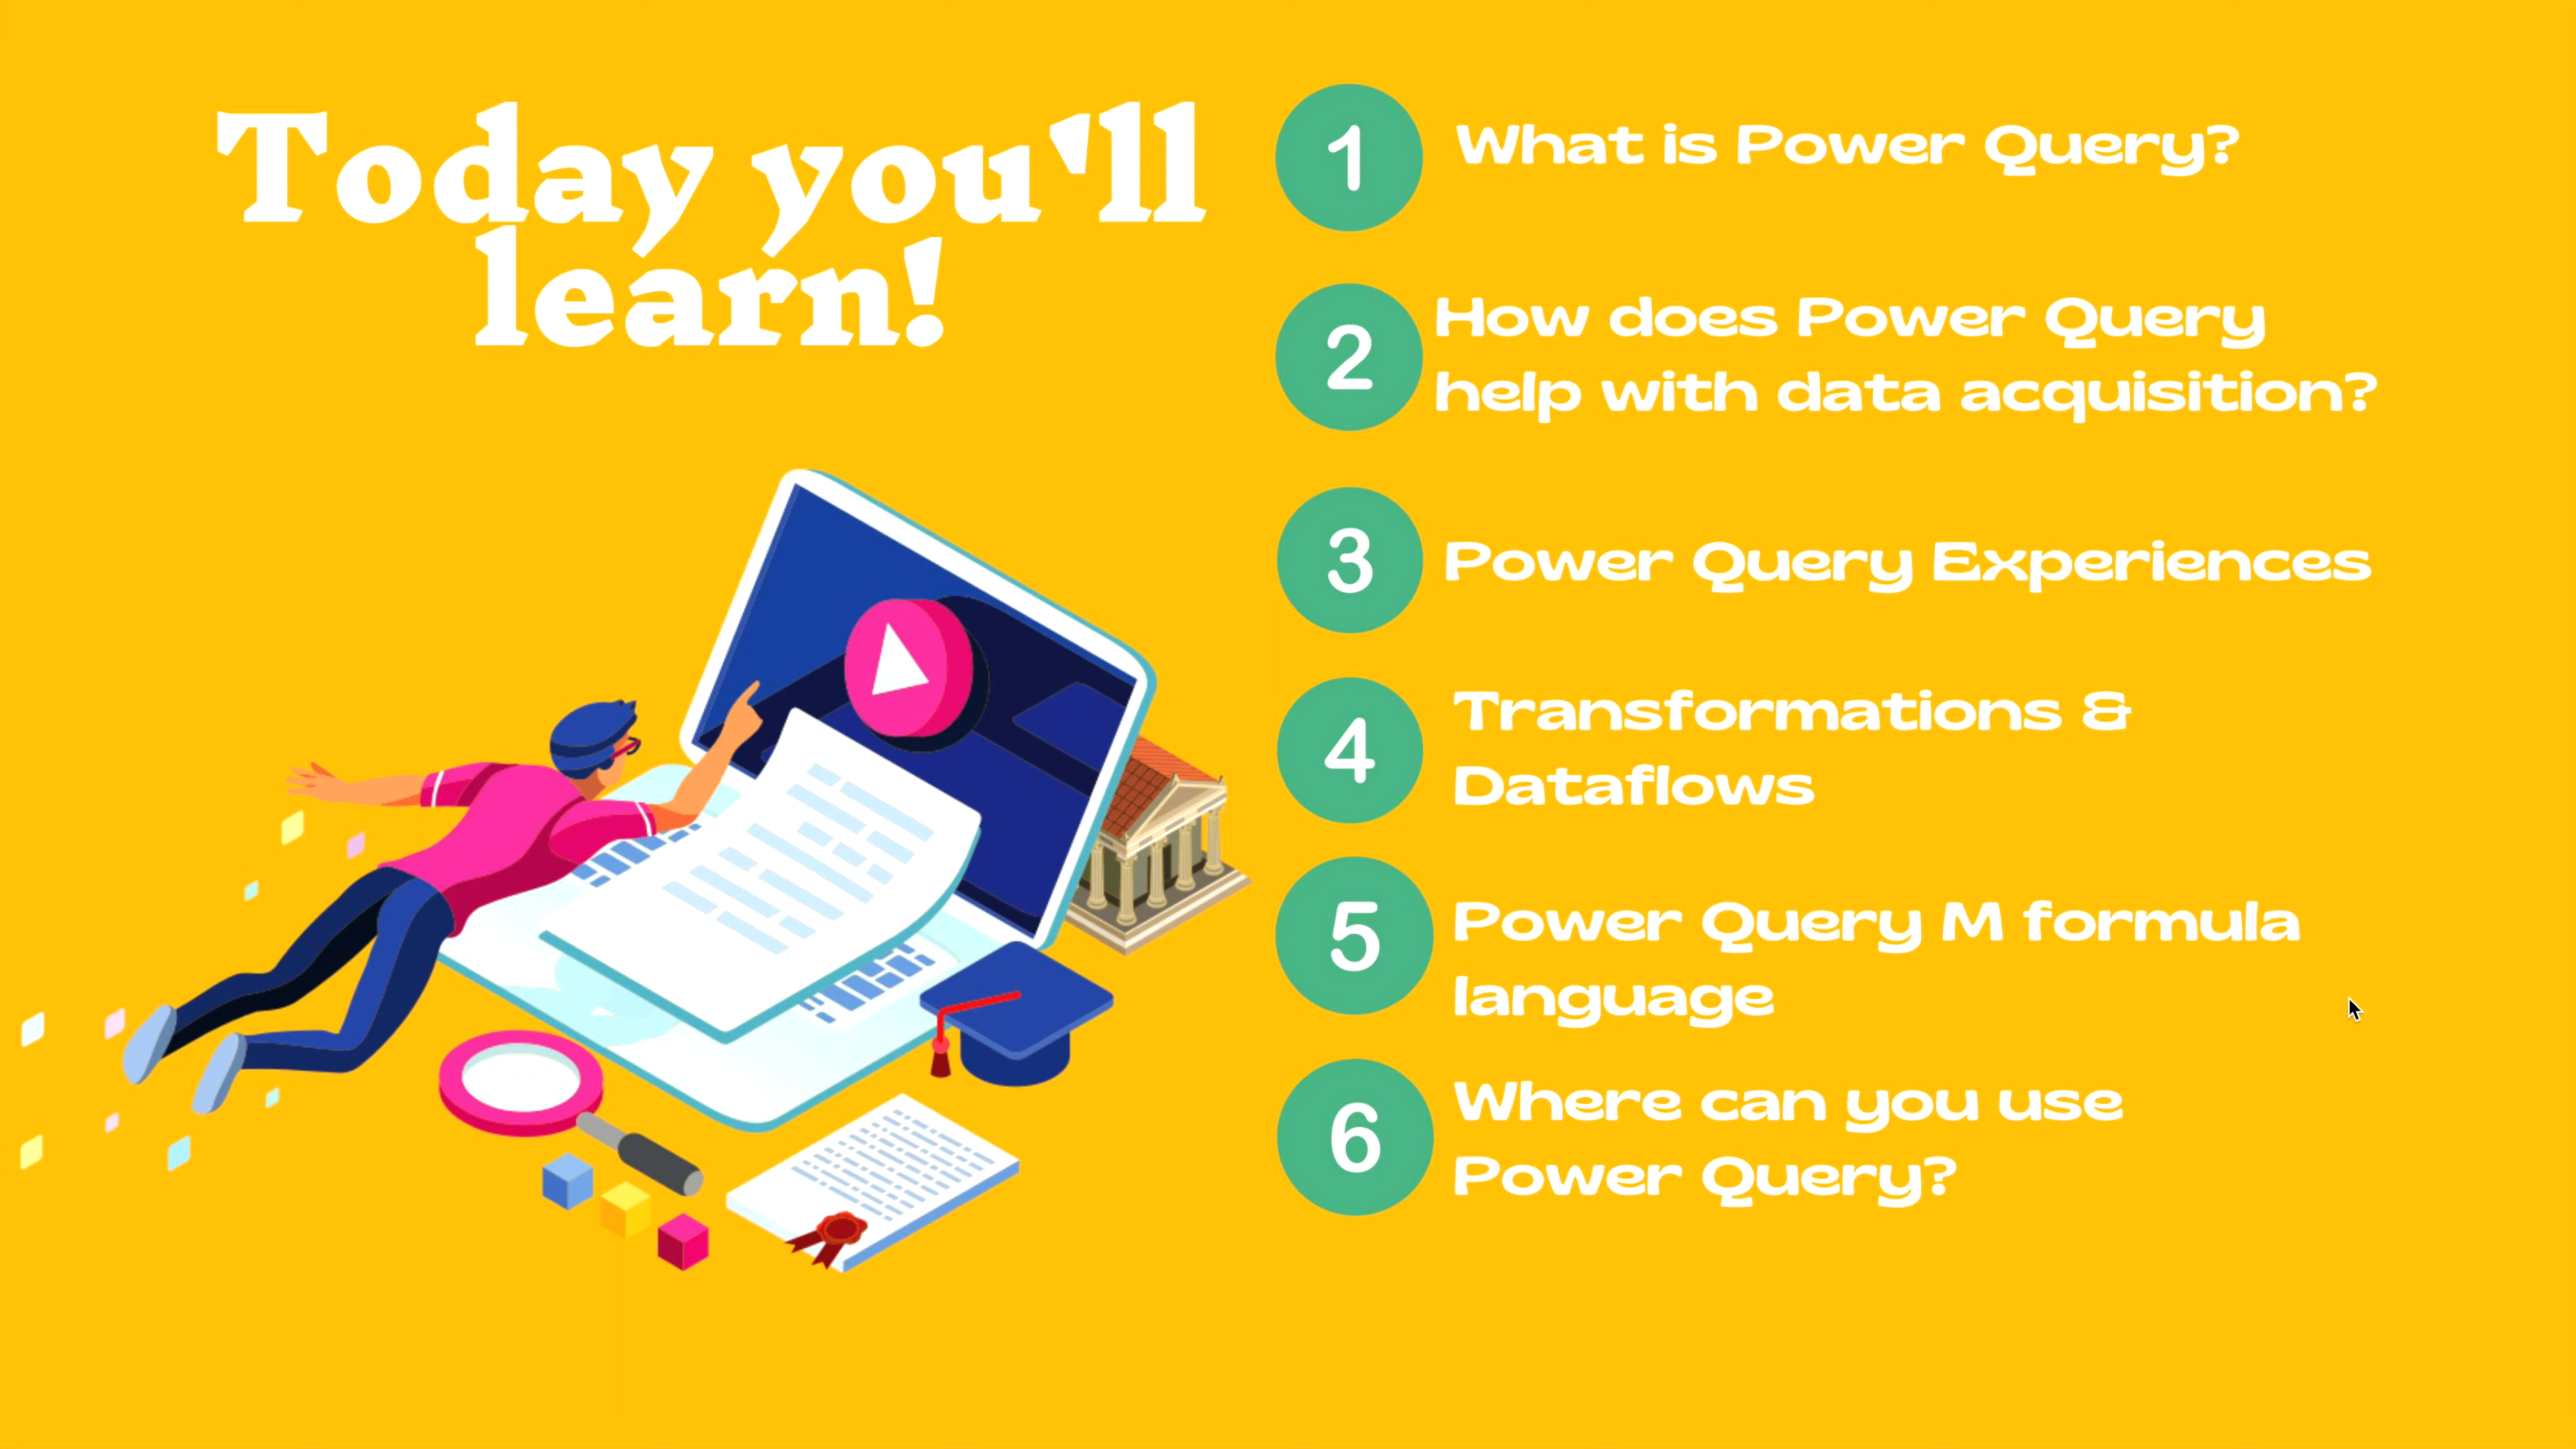 Today you'll
learn!
1
What is Power Query?
2
How does Power Query
help with data acquisition?
3
Power Query Experiences
4
Transformations &
Dataflows
5
Power Query M formula
language
6
Where can you use
Power Query?